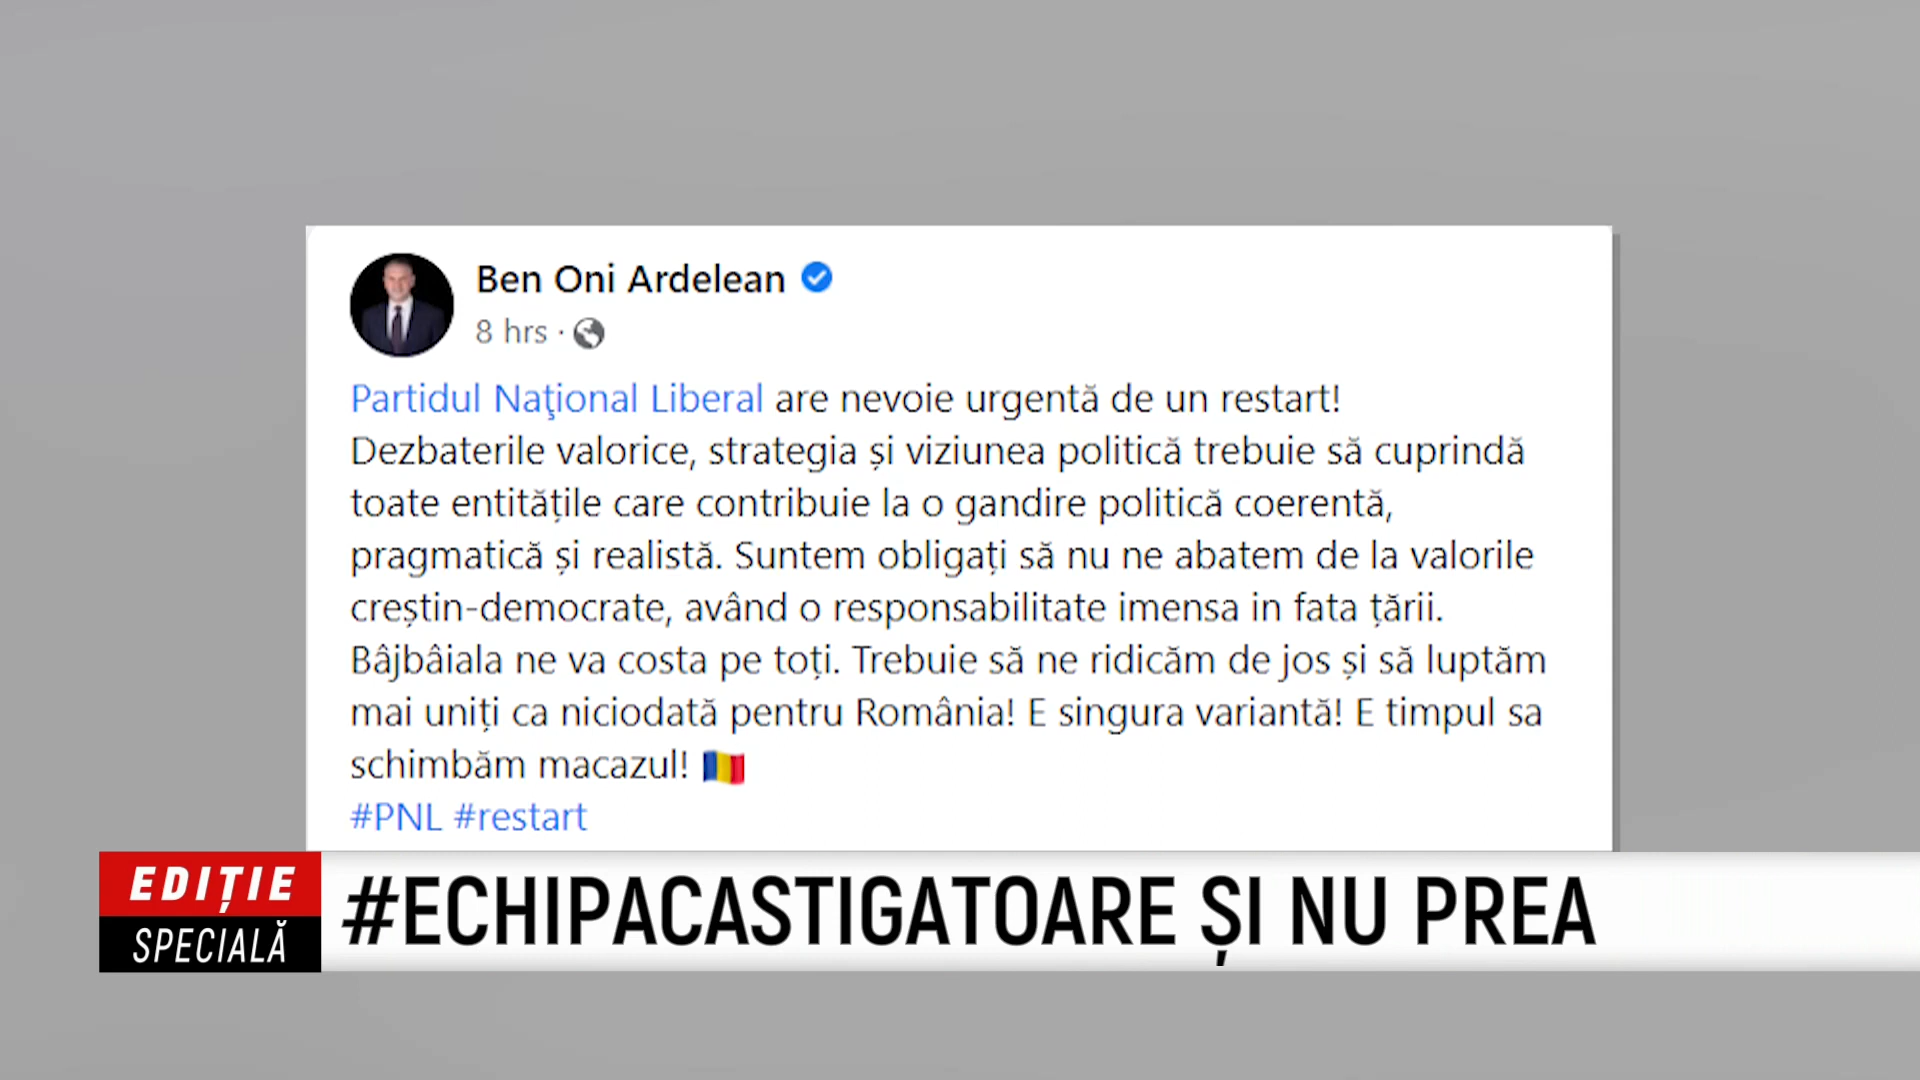 Ben Oni Ardelean
8 hrs ·
Partidul Naţional Liberal are nevoie urgentă de un restart!
Dezbaterile valorice, strategia și viziunea politică trebuie să cuprindă
toate entitățile care contribuie la o gandire politică coerentă,
pragmatică și realistă. Suntem obligați să nu ne abatem de la valorile
creștin-democrate, având o responsabilitate imensa in fata țării.
Bâjbâiala ne va costa pe toți. Trebuie să ne ridicăm de jos și să luptăm
mai uniți ca niciodată pentru România! E singura variantă! E timpul sa
schimbăm macazul! 🇷🇴
#PNL #restart
EDIȚIE
SPECIALĂ
#ECHIPACASTIGATOARE ȘI NU PREA